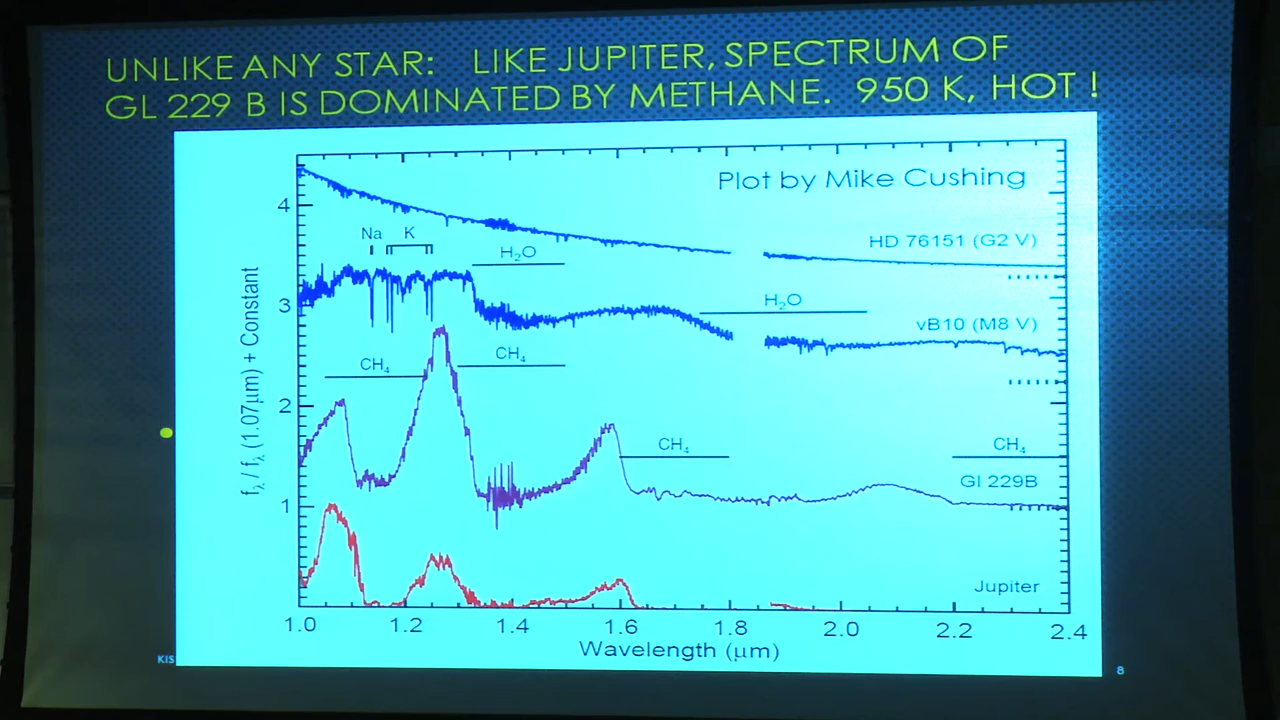 UNLIKE ANY STAR: LIKE JUPITER, SPECTRUM OF
GL 229 B IS DOMINATED BY METHANE. 950 K, HOT !
Plot by Mike Cushing
4
HD 76151 (G2 V)
Na K
H₂O
3
H₂O
vB10 (M8 V)
CH₄
CH₄
2
CH₄
CH₄
Gl 229B
1
Jupiter
fλ / fλ (1.07μm) + Constant
1.0 1.2 1.4 1.6 1.8 2.0 2.2 2.4
Wavelength (μm)
KIS
8